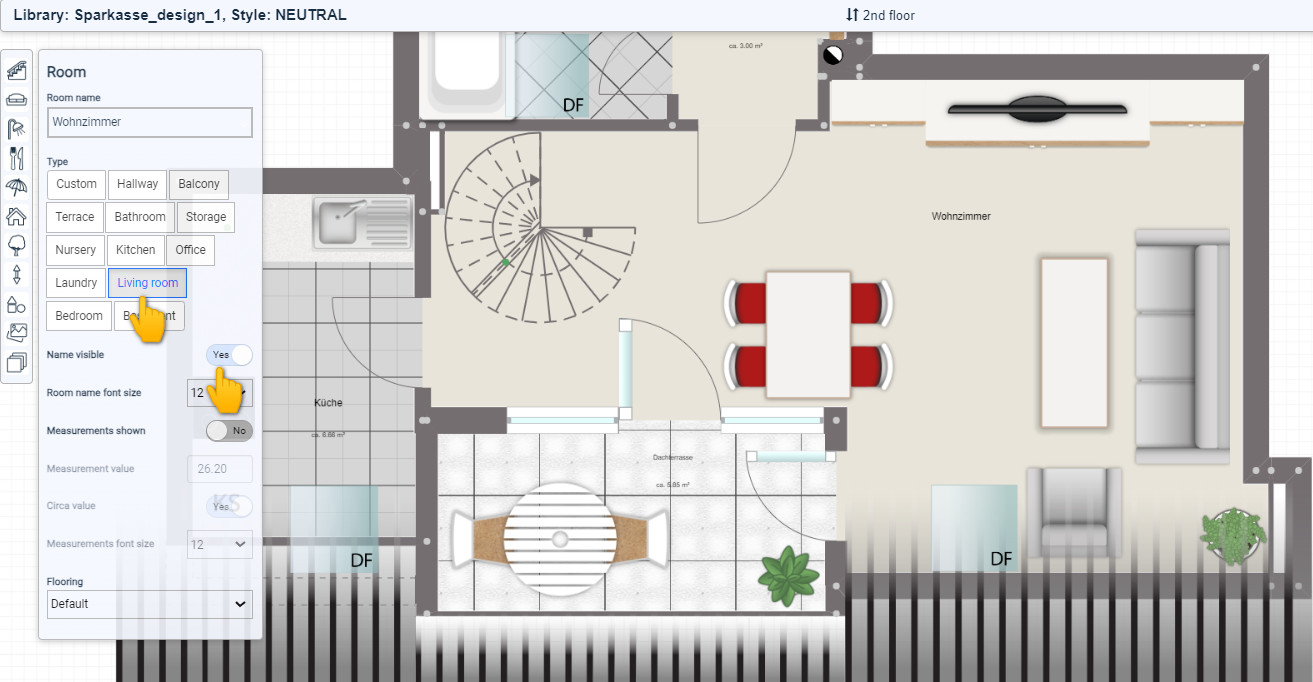 Library: Sparkasse_design_1, Style: NEUTRAL
2nd floor
Room
Room name
Wohnzimmer
Type
Custom Hallway Balcony
Terrace Bathroom Storage
Nursery Kitchen Office
Laundry Living room
Bedroom
Name visible Yes
Room name font size 12
Measurements shown No
Measurement value 26.20
Circa value Yes
Measurements font size 12
Flooring
Default
ca. 3.00 m²
DF
Wohnzimmer
Küche
ca. 6.66 m²
DF
Dachterrasse
ca. 5.85 m²
DF